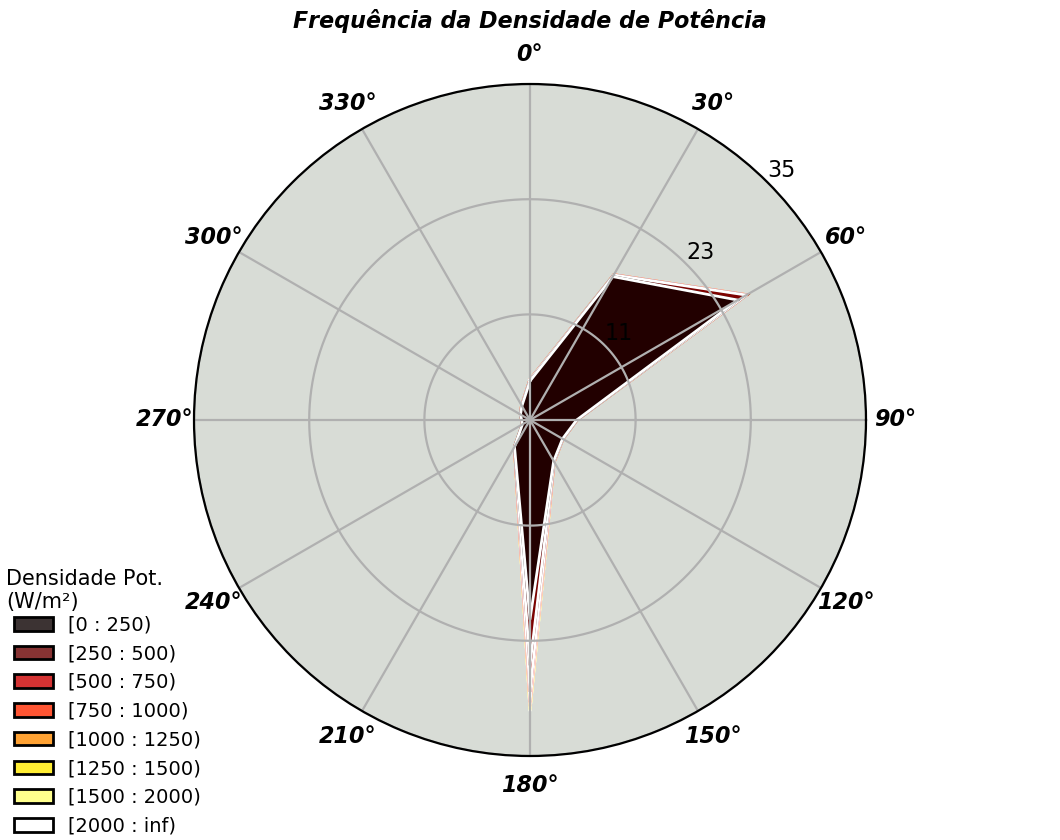 Frequência da Densidade de Potência
0°
330°
30°
35
300°
60°
23
11
270°
90°
240°
120°
210°
150°
180°
Densidade Pot.
(W/m²)
[0 : 250)
[250 : 500)
[500 : 750)
[750 : 1000)
[1000 : 1250)
[1250 : 1500)
[1500 : 2000)
[2000 : inf)